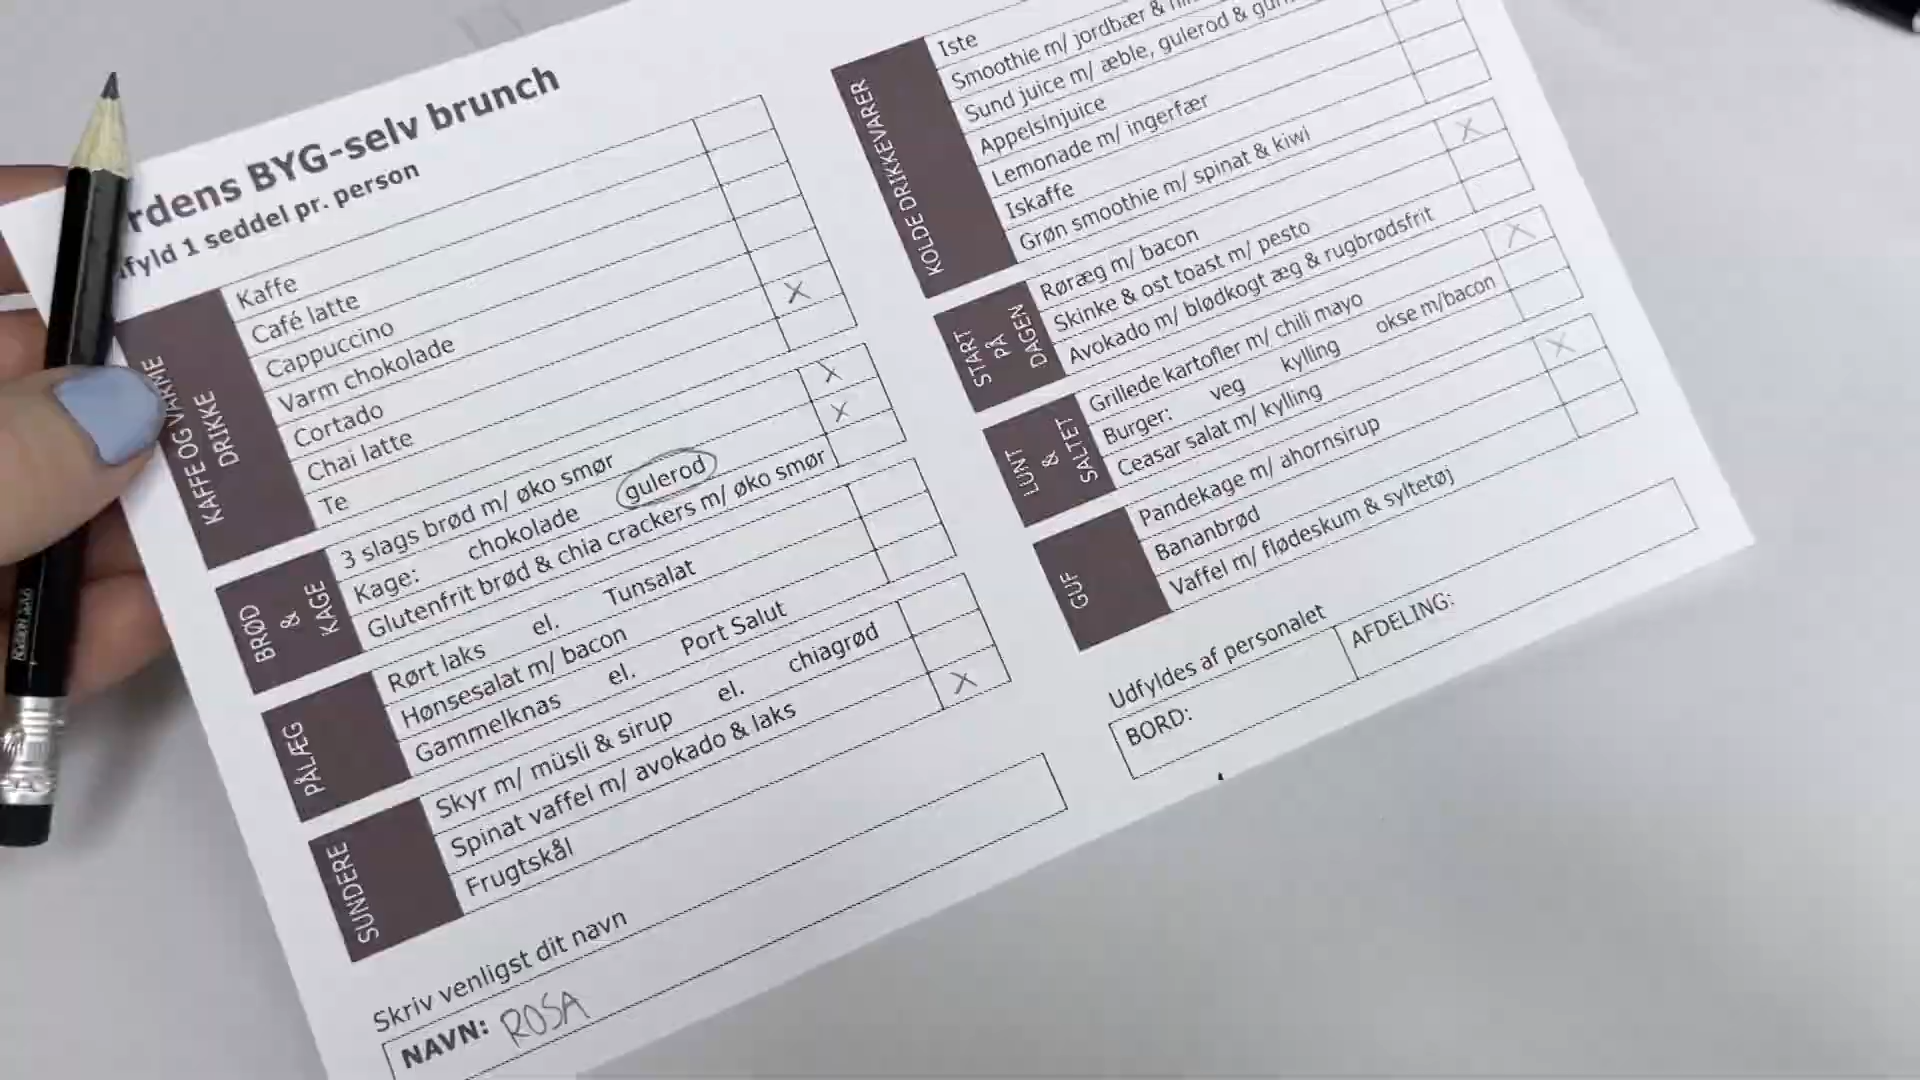 rdens BYG-selv brunch
fyld 1 seddel pr. person
KAFFE OG VARME
DRIKKE
Kaffe
Café latte
Cappuccino
Varm chokolade
Cortado
Chai latte
X
Te
BRØD
&
KAGE
3 slags brød m/ øko smør
X
Kage: chokolade gulerod
X
Glutenfrit brød & chia crackers m/ øko smør
PÅLÆG
Rørt laks el. Tunsalat
Hønsesalat m/ bacon
Gammelknas el. Port Salut
SUNDERE
Skyr m/ müsli & sirup el. chiagrød
Spinat vaffel m/ avokado & laks
Frugtskål
X
Skriv venligst dit navn
NAVN: ROSA
KOLDE DRIKKEVARER
Iste
Smoothie m/ jordbær &
Sund juice m/ æble, gulerod &
Appelsinjuice
Lemonade m/ ingerfær
Iskaffe
Grøn smoothie m/ spinat & kiwi
START
PÅ
DAGEN
Røræg m/ bacon
X
Skinke & ost toast m/ pesto
Avokado m/ blødkogt æg & rugbrødsfrit
LUNT
&
SALTET
Grillede kartofler m/ chili mayo
X
Burger: veg kylling okse m/bacon
Ceasar salat m/ kylling
GUF
Pandekage m/ ahornsirup
X
Bananbrød
Vaffel m/ flødeskum & syltetøj
Udfyldes af personalet
BORD:
AFDELING: